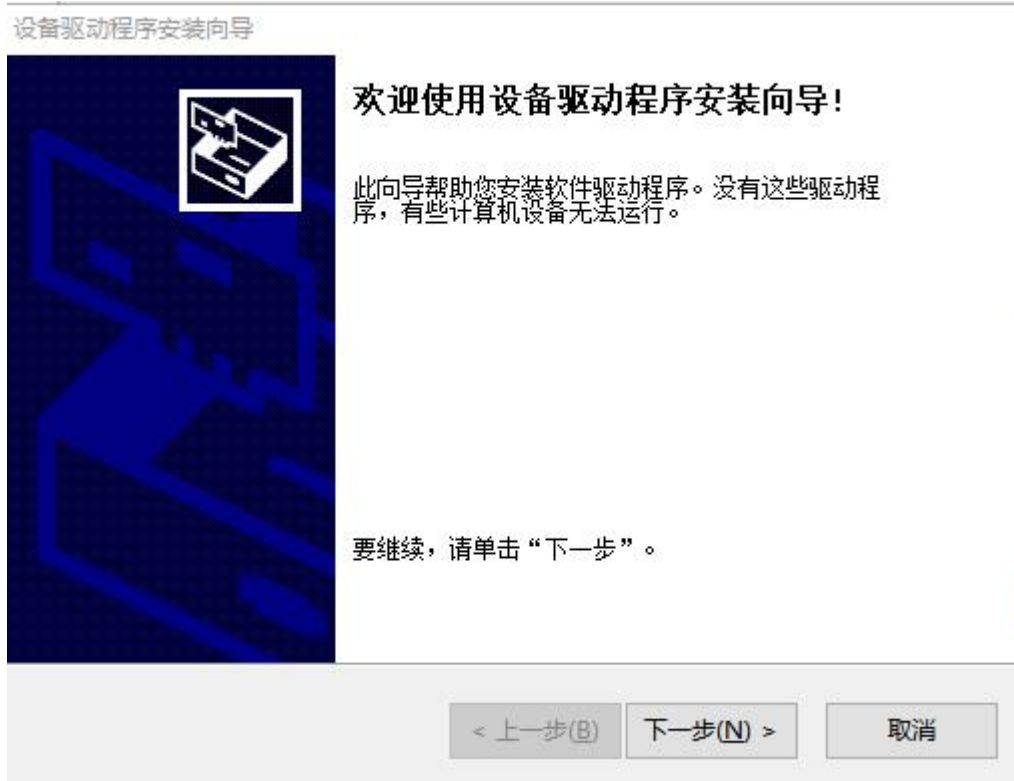 设备驱动程序安装向导
欢迎使用设备驱动程序安装向导!
此向导帮助您安装软件驱动程序。没有这些驱动程
序，有些计算机设备无法运行。
要继续，请单击“下一步”。
< 上一步(B)
下一步(N) >
取消